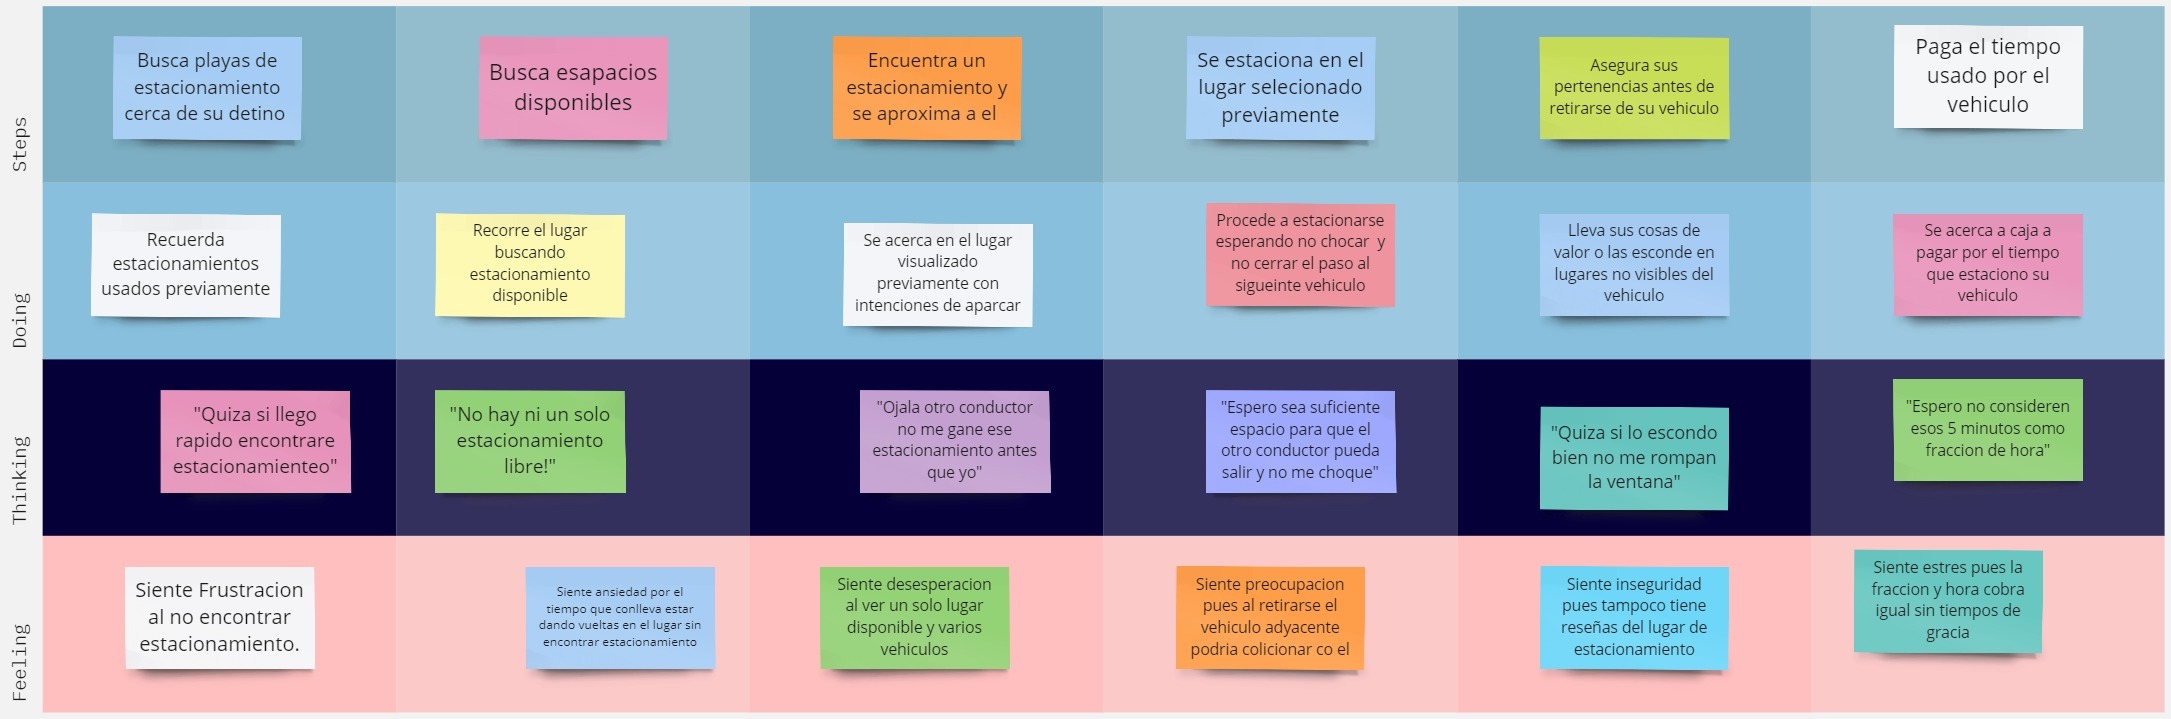 Steps
Busca playas de
estacionamiento
cerca de su detino
Busca esapacios
disponibles
Encuentra un
estacionamiento y
se aproxima a el
Se estaciona en el
lugar selecionado
previamente
Asegura sus
pertenencias antes de
retirarse de su vehiculo
Paga el tiempo
usado por el
vehiculo
Doing
Recuerda
estacionamientos
usados previamente
Recorre el lugar
buscando
estacionamiento
disponible
Se acerca en el lugar
visualizado
previamente con
intenciones de aparcar
Procede a estacionarse
esperando no chocar y
no cerrar el paso al
sigueinte vehiculo
Lleva sus cosas de
valor o las esconde en
lugares no visibles del
vehiculo
Se acerca a caja a
pagar por el tiempo
que estaciono su
vehiculo
Thinking
"Quiza si llego
rapido encontrare
estacionamienteo"
"No hay ni un solo
estacionamiento
libre!"
"Ojala otro conductor
no me gane ese
estacionamiento antes
que yo"
"Espero sea suficiente
espacio para que el
otro conductor pueda
salir y no me choque"
"Quiza si lo escondo
bien no me rompan
la ventana"
"Espero no consideren
esos 5 minutos como
fraccion de hora"
Feeling
Siente Frustracion
al no encontrar
estacionamiento.
Siente ansiedad por el
tiempo que conlleva estar
dando vueltas en el lugar sin
encontrar estacionamiento
Siente desesperacion
al ver un solo lugar
disponible y varios
vehiculos
Siente preocupacion
pues al retirarse el
vehiculo adyacente
podria colicionar co el
Siente inseguridad
pues tampoco tiene
reseñas del lugar de
estacionamiento
Siente estres pues la
fraccion y hora cobra
igual sin tiempos de
gracia